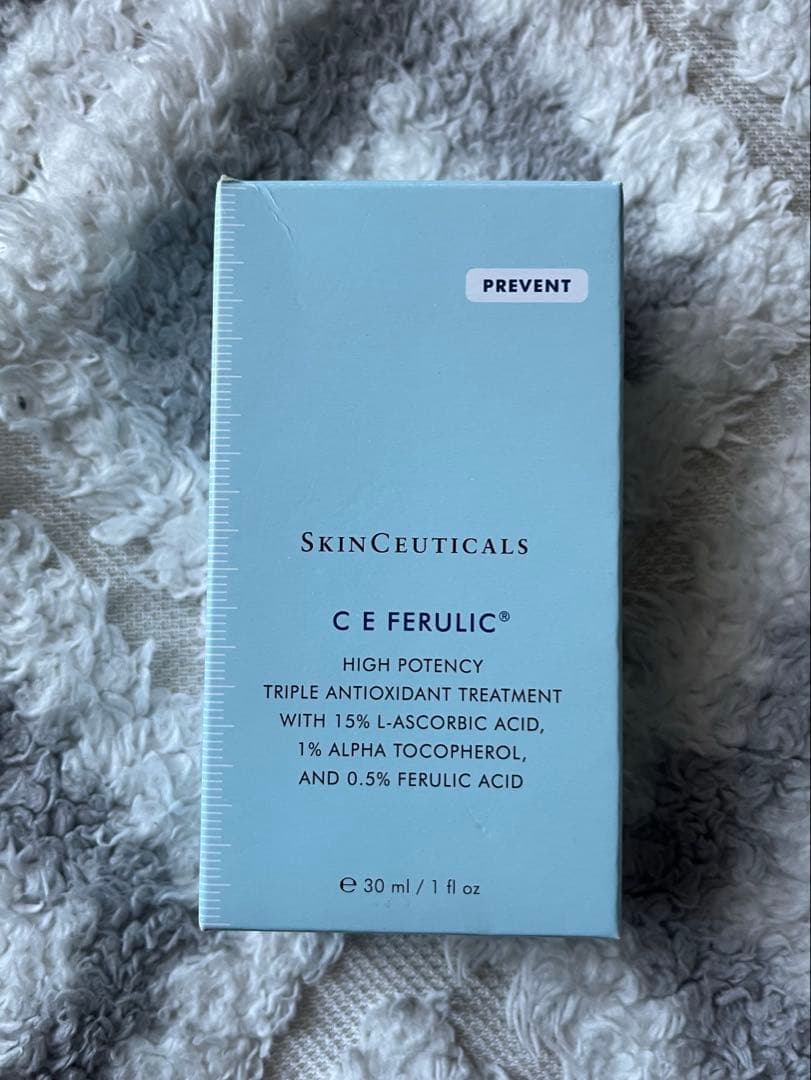 PREVENT
SKINCEUTICALS
C E FERULIC®
HIGH POTENCY
TRIPLE ANTIOXIDANT TREATMENT
WITH 15% L-ASCORBIC ACID,
1% ALPHA TOCOPHEROL,
AND 0.5% FERULIC ACID
℮ 30 ml / 1 fl oz